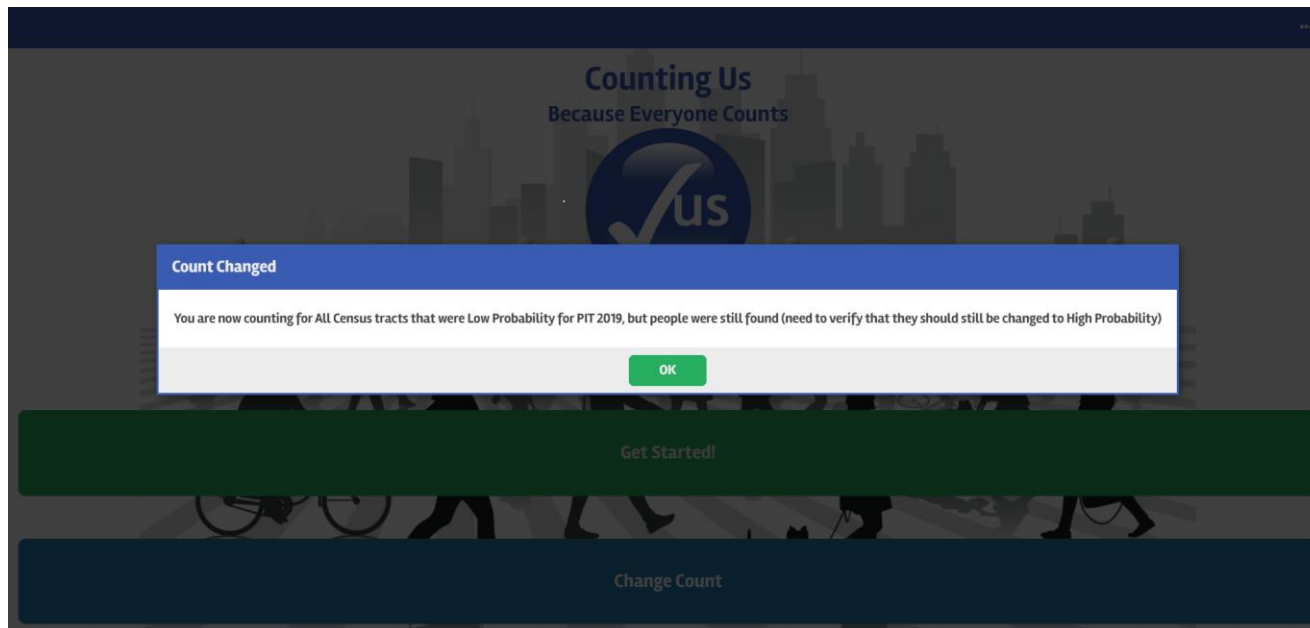 Counting Us
Because Everyone Counts
us
Count Changed
You are now counting for All Census tracts that were Low Probability for PIT 2019, but people were still found (need to verify that they should still be changed to High Probability)
OK
Get Started!
Change Count